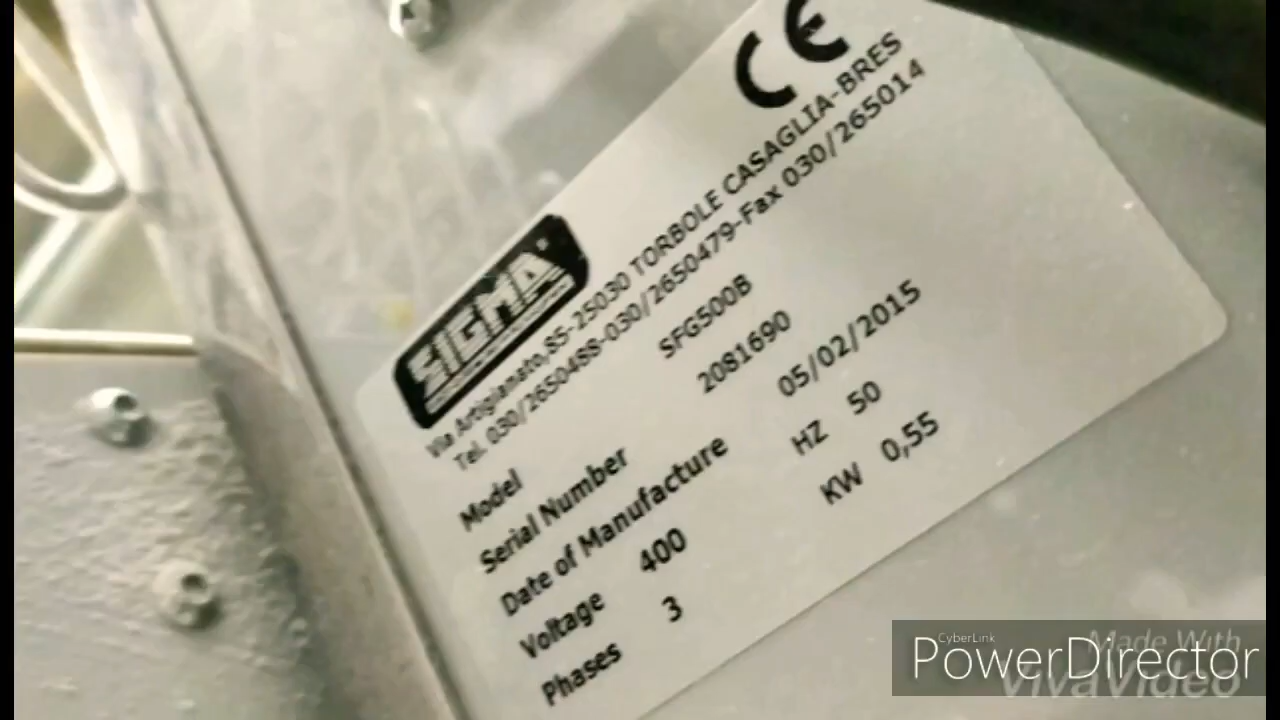 CE
SIGMA
Via Artigianato,85-25030 TORBOLE CASAGLIA-BRES
Tel. 030/2650488-030/2650479-Fax 030/265014
Model SFG500B
Serial Number 2081690
Date of Manufacture 05/02/2015
Voltage 400 HZ 50
Phases 3 KW 0,55
Made With
VivaVideo
CyberLink
PowerDirector